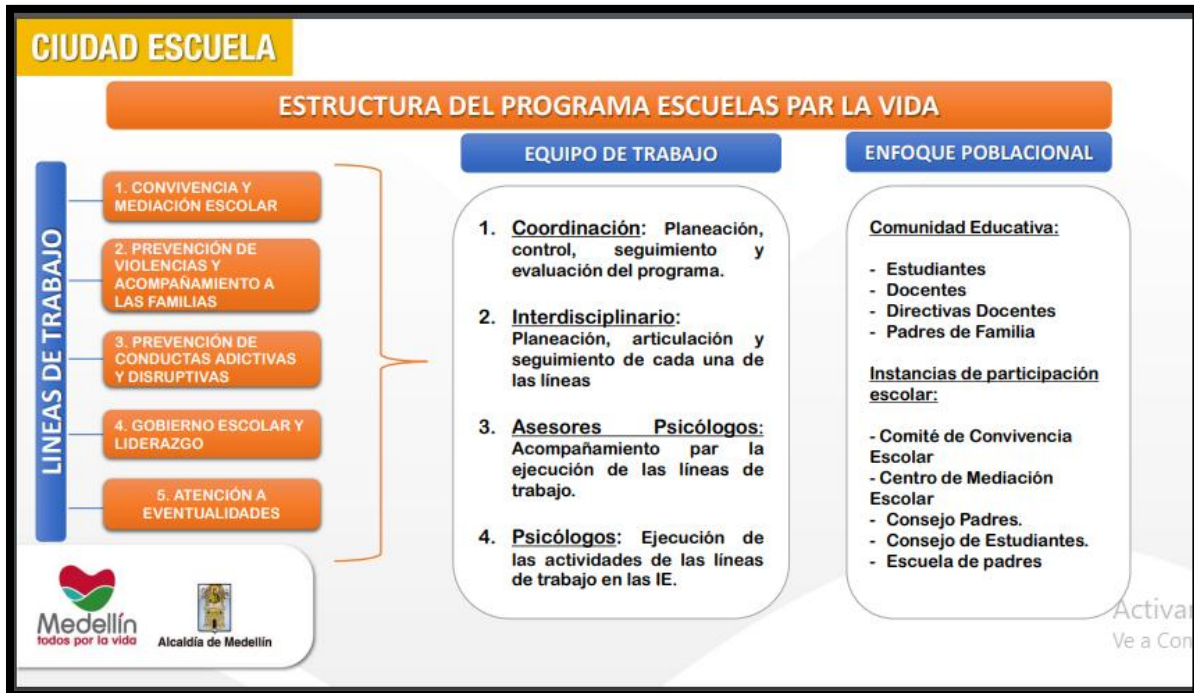 CIUDAD ESCUELA
ESTRUCTURA DEL PROGRAMA ESCUELAS PAR LA VIDA
LINEAS DE TRABAJO
1. CONVIVENCIA Y
MEDIACIÓN ESCOLAR
2. PREVENCIÓN DE
VIOLENCIAS Y
ACOMPAÑAMIENTO A
LAS FAMILIAS
3. PREVENCIÓN DE
CONDUCTAS ADICTIVAS
Y DISRUPTIVAS
4. GOBIERNO ESCOLAR Y
LIDERAZGO
5. ATENCIÓN A
EVENTUALIDADES
EQUIPO DE TRABAJO
1. Coordinación: Planeación,
control, seguimiento y
evaluación del programa.
2. Interdisciplinario:
Planeación, articulación y
seguimiento de cada una de
las líneas
3. Asesores Psicólogos:
Acompañamiento par la
ejecución de las líneas de
trabajo.
4. Psicólogos: Ejecución de
las actividades de las líneas
de trabajo en las IE.
ENFOQUE POBLACIONAL
Comunidad Educativa:
- Estudiantes
- Docentes
- Directivas Docentes
- Padres de Familia
Instancias de participación
escolar:
- Comité de Convivencia
Escolar
- Centro de Mediación
Escolar
- Consejo Padres.
- Consejo de Estudiantes.
- Escuela de padres
Medellín
todos por la vida
Alcaldía de Medellín
Activar
Ve a Con